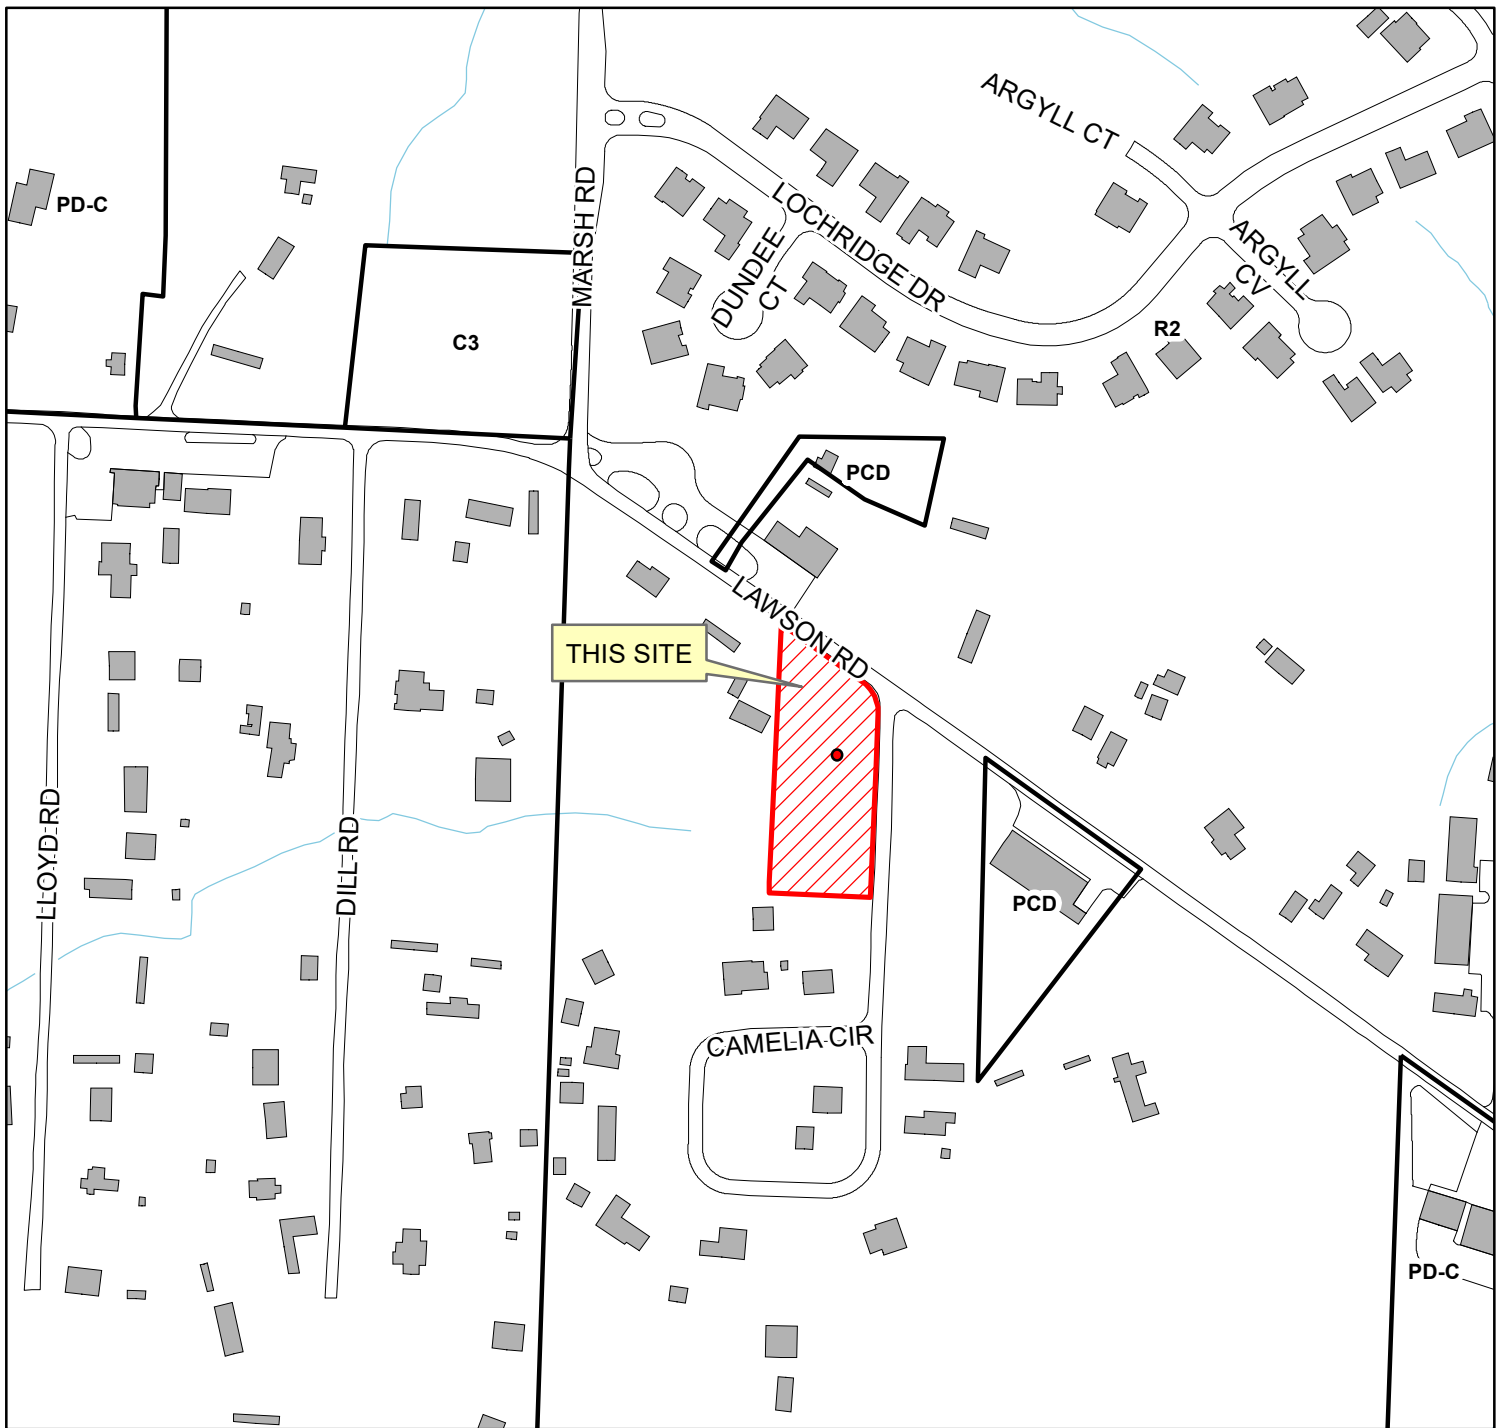 ARGYLL CT
MARSH RD
PD-C
LOCHRIDGE DR
DUNDEE
CT
ARGYLL
CV
R2
C3
PCD
LAWSON RD
THIS SITE
LLOYD RD
DILL RD
PCD
CAMELIA CIR
PD-C